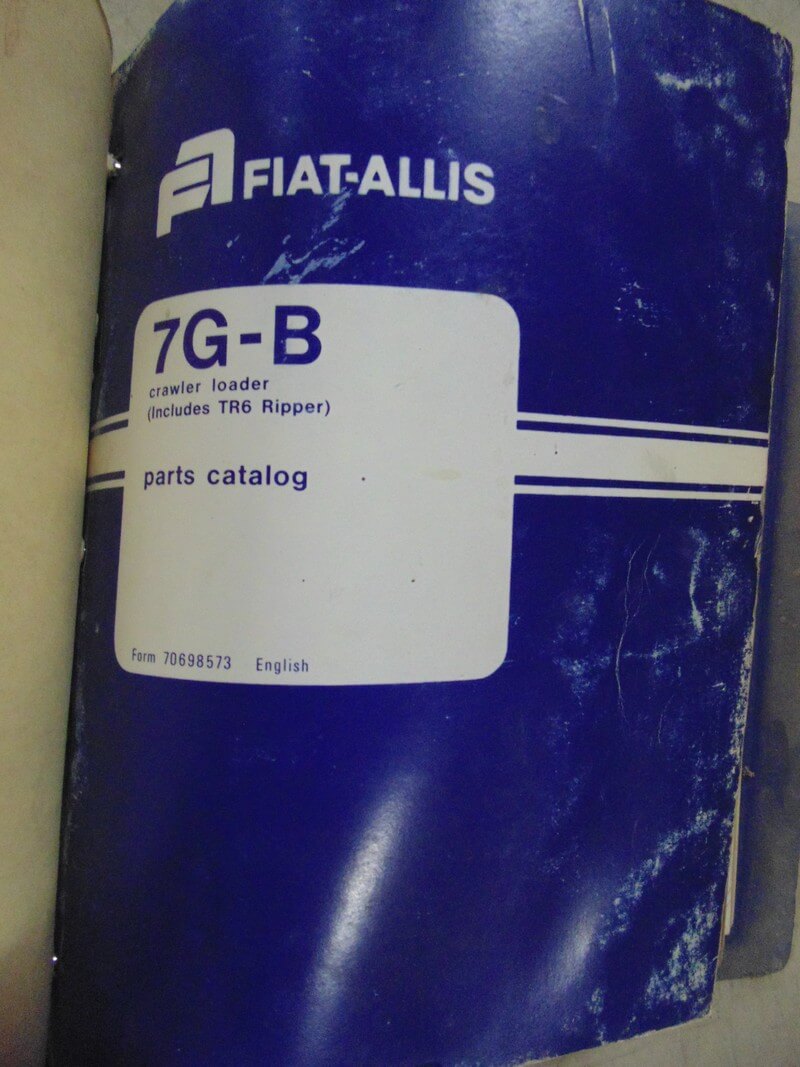 FIAT-ALLIS
7G-B
crawler loader
(Includes TR6 Ripper)
parts catalog
Form 70698573 English